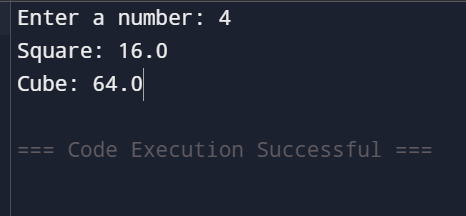 Enter a number: 4
Square: 16.0
Cube: 64.0
=== Code Execution Successful ===